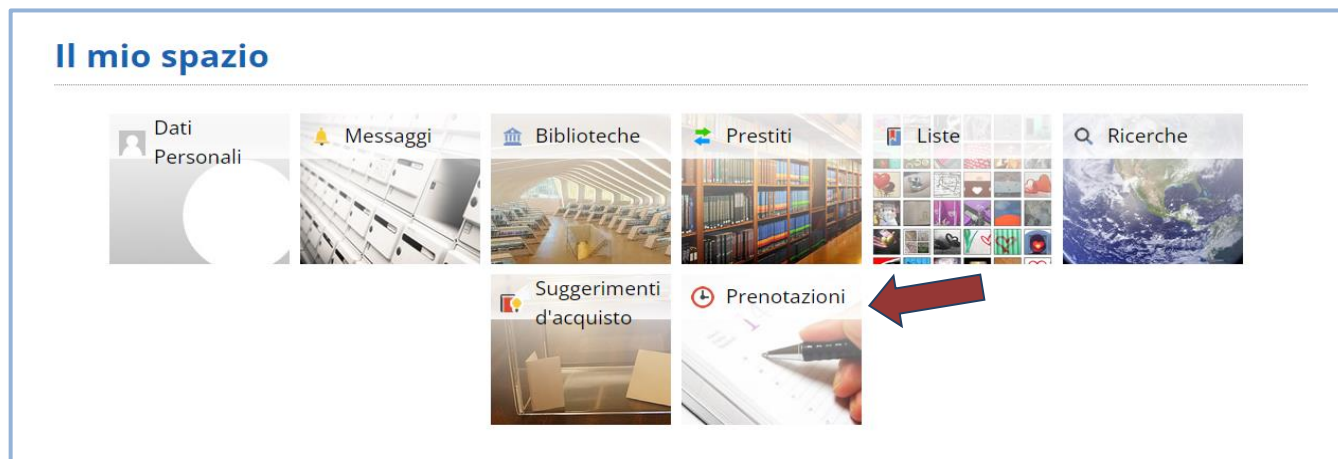 Il mio spazio
Dati
Personali
Messaggi
Biblioteche
Prestiti
Liste
Ricerche
Suggerimenti
d'acquisto
Prenotazioni